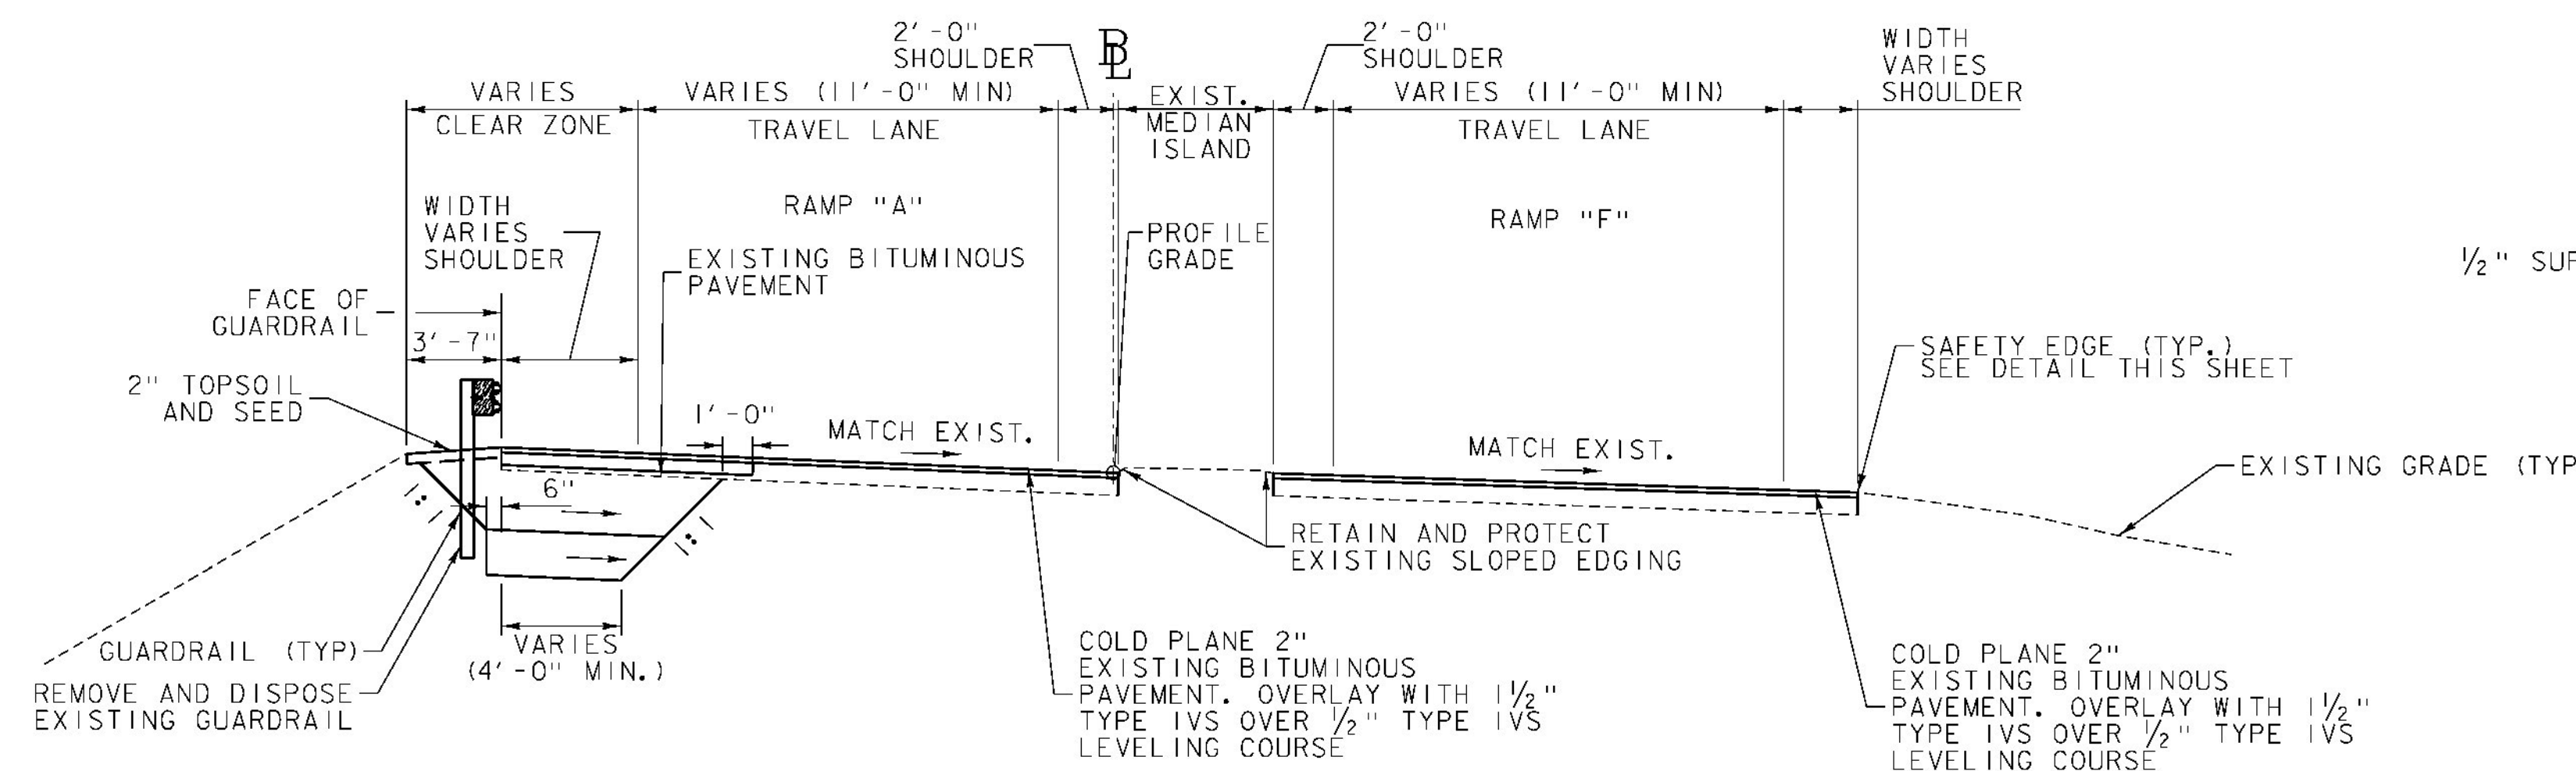 2'-0"
SHOULDER
BL
2'-0"
SHOULDER
WIDTH
VARIES
SHOULDER
VARIES
CLEAR ZONE
VARIES (11'-0" MIN)
TRAVEL LANE
EXIST.
MEDIAN
ISLAND
VARIES (11'-0" MIN)
TRAVEL LANE
WIDTH
VARIES
SHOULDER
RAMP "A"
RAMP "F"
EXISTING BITUMINOUS
PAVEMENT
PROFILE
GRADE
1/2" SUR
FACE OF
GUARDRAIL
3'-7"
2" TOPSOIL
AND SEED
1'-0"
MATCH EXIST.
MATCH EXIST.
SAFETY EDGE (TYP.)
SEE DETAIL THIS SHEET
6"
1:1
1:1
EXISTING GRADE (TYP
RETAIN AND PROTECT
EXISTING SLOPED EDGING
GUARDRAIL (TYP)
REMOVE AND DISPOSE
EXISTING GUARDRAIL
VARIES
(4'-0" MIN.)
COLD PLANE 2"
EXISTING BITUMINOUS
PAVEMENT. OVERLAY WITH 1 1/2"
TYPE IVS OVER 1/2" TYPE IVS
LEVELING COURSE
COLD PLANE 2"
EXISTING BITUMINOUS
PAVEMENT. OVERLAY WITH 1 1/2"
TYPE IVS OVER 1/2" TYPE IVS
LEVELING COURSE